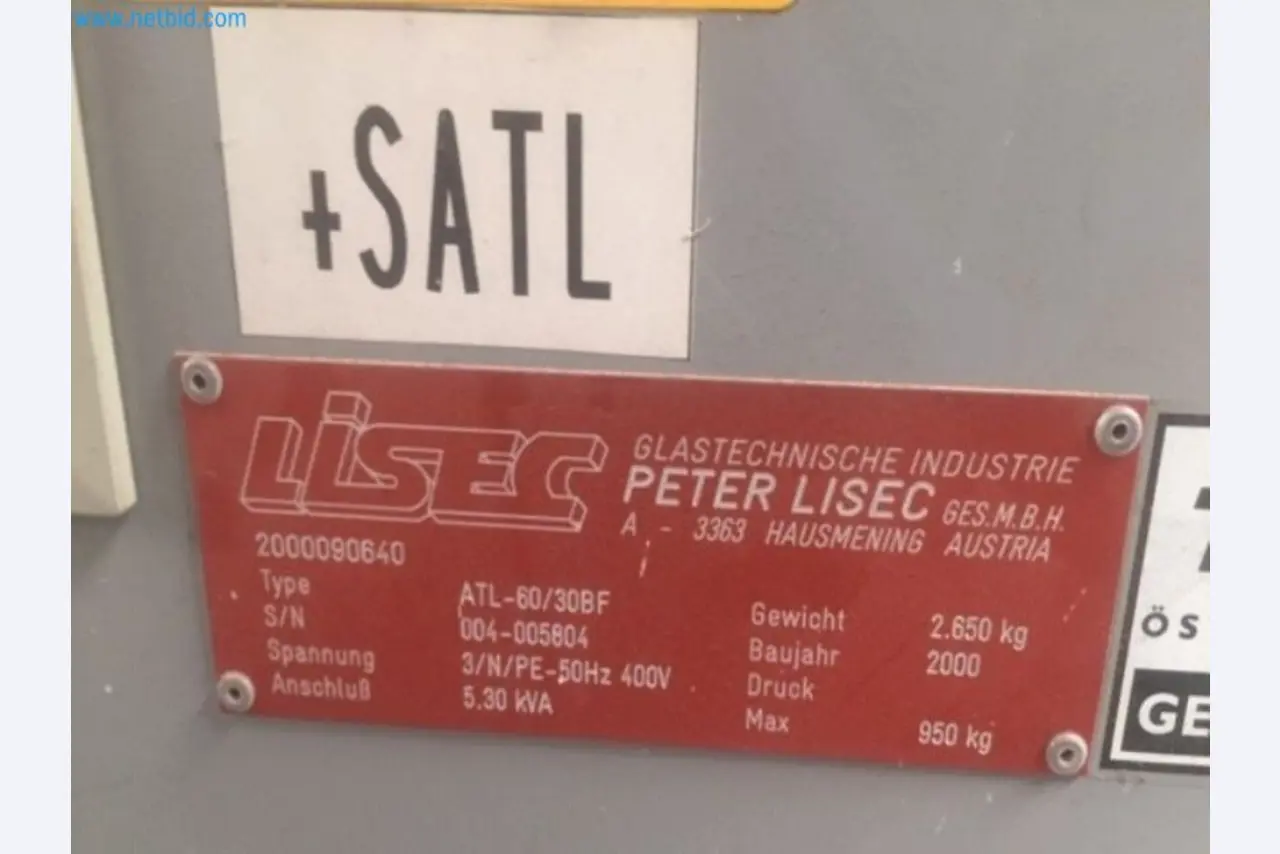 www.netbid.com
+SATL
LiSEC
GLASTECHNISCHE INDUSTRIE
PETER LISEC GES.M.B.H.
A - 3363 HAUSMENING AUSTRIA
2000090640
Type ATL-60/30BF
S/N 004-005804
Spannung 3/N/PE-50Hz 400V
Anschluß 5.30 kVA
Gewicht 2.650 kg
Baujahr 2000
Druck
Max 950 kg
ÖS
GE